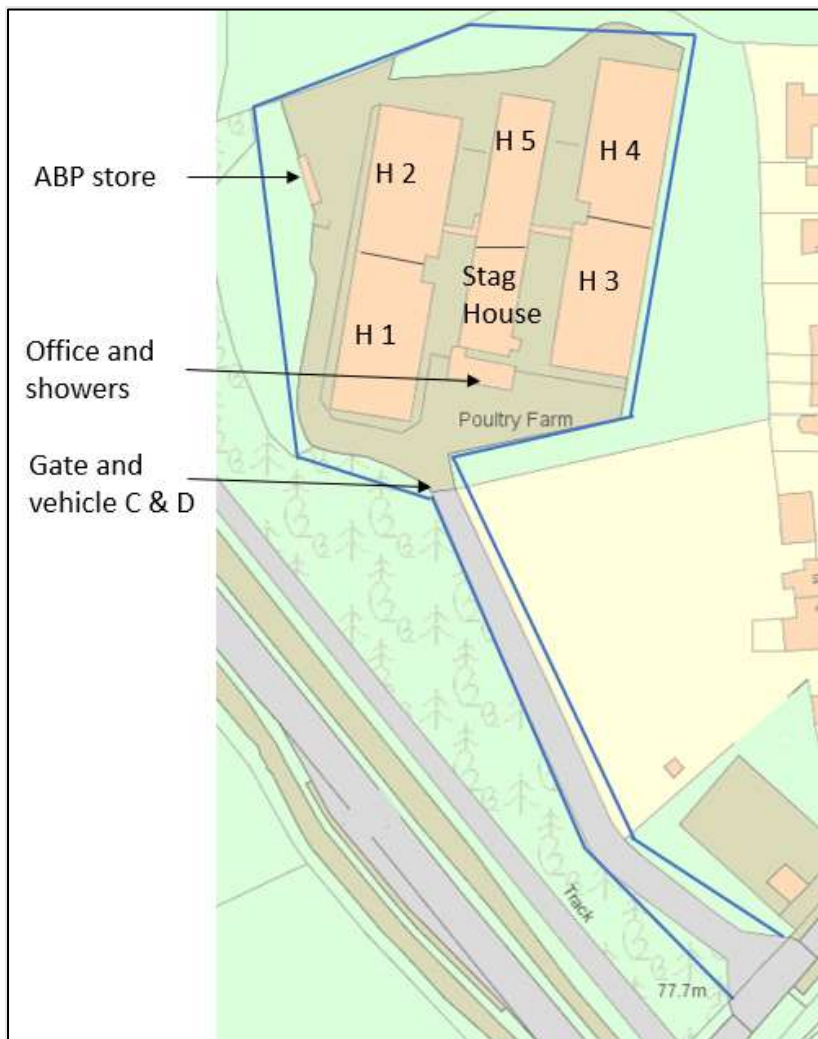 H 5
H 4
H 2
ABP store
Stag
House
H 3
H 1
Office and
showers
Poultry Farm
Gate and
vehicle C & D
Track
77.7m